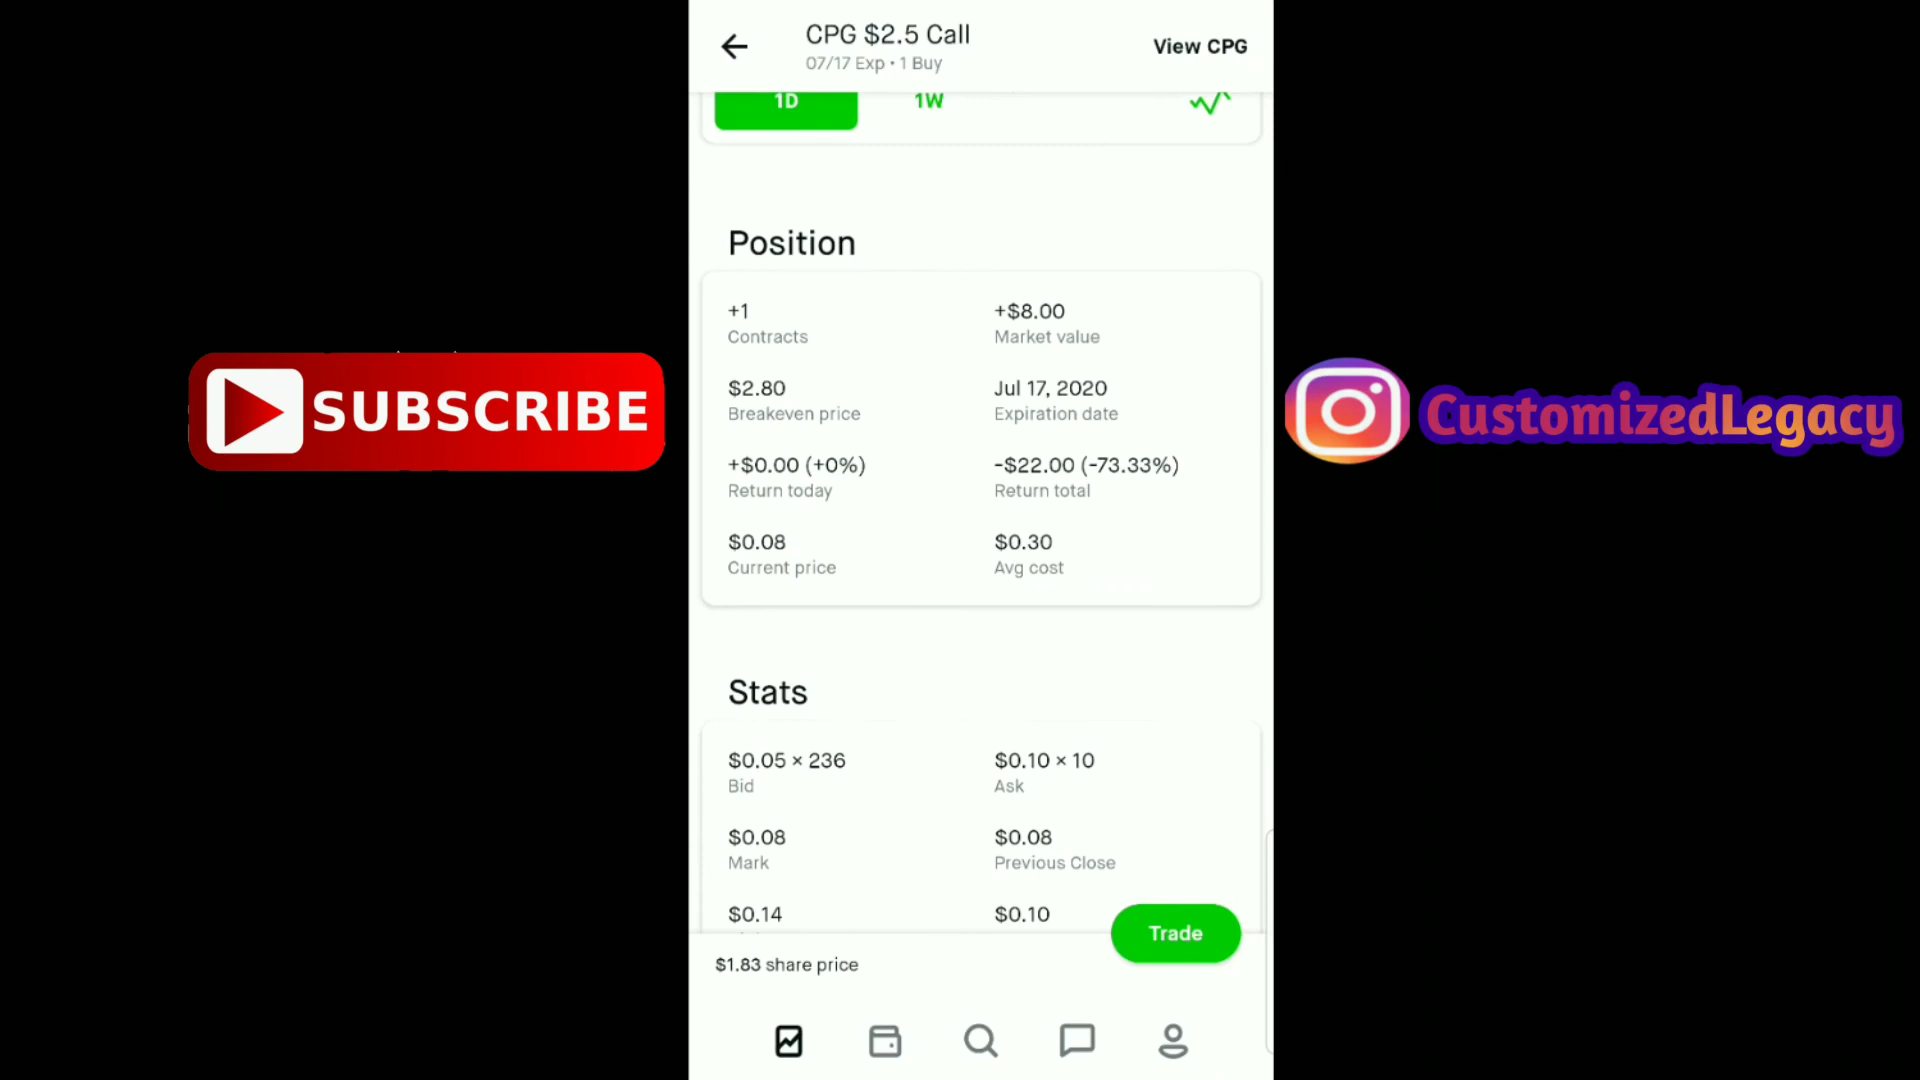 CPG $2.5 Call
07/17 Exp • 1 Buy
View CPG
1D
1W
Position
+1
Contracts
+$8.00
Market value
$2.80
Breakeven price
Jul 17, 2020
Expiration date
+$0.00 (+0%)
Return today
-$22.00 (-73.33%)
Return total
$0.08
Current price
$0.30
Avg cost
SUBSCRIBE
CustomizedLegacy
Stats
$0.05 × 236
Bid
$0.10 × 10
Ask
$0.08
Mark
$0.08
Previous Close
$0.14
$0.10
Trade
$1.83 share price